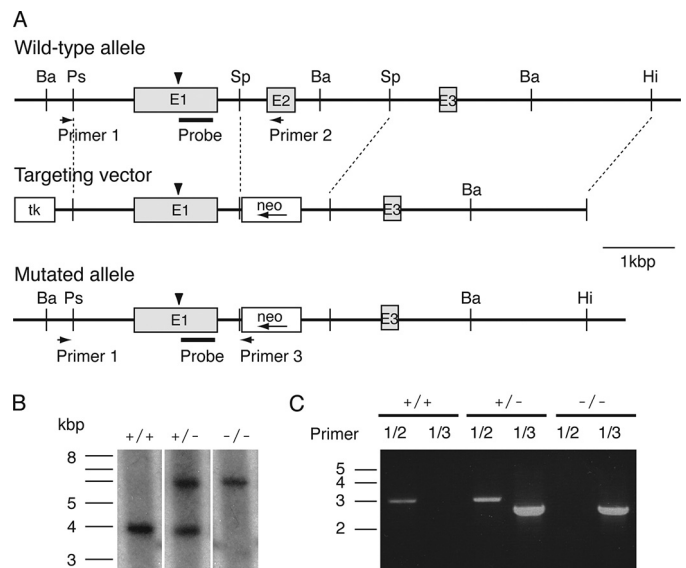 A
Wild-type allele
Ba Ps Sp Ba Sp Ba Hi
E1 E2 E3
Primer 1 Probe Primer 2
Targeting vector
Ba
tk E1 neo E3
1kbp
Mutated allele
Ba Ps Sp Ba Hi
E1 neo E3
Primer 1 Probe Primer 3
B
kbp
+/+ +/- -/-
8
5
4
3
C
+/+ +/- -/-
Primer 1/2 1/3 1/2 1/3 1/2 1/3
5
4
3
2